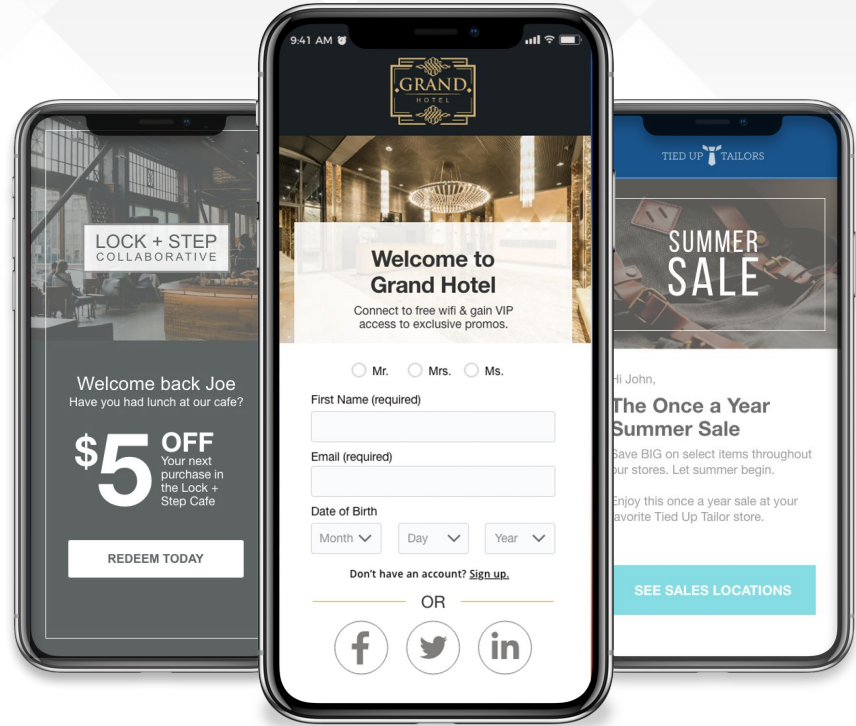 LOCK + STEP
COLLABORATIVE
Welcome back Joe
Have you had lunch at our cafe?
$5 OFF
Your next
purchase in
the Lock +
Step Cafe
REDEEM TODAY
9:41 AM
GRAND
HOTEL
Welcome to
Grand Hotel
Connect to free wifi & gain VIP
access to exclusive promos.
Mr. Mrs. Ms.
First Name (required)
Email (required)
Date of Birth
Month Day Year
Don't have an account? Sign up.
OR
f in
TIED UP TAILORS
SUMMER
SALE
Hi John,
The Once a Year
Summer Sale
Save BIG on select items throughout
our stores. Let summer begin.
Enjoy this once a year sale at your
favorite Tied Up Tailor store.
SEE SALES LOCATIONS